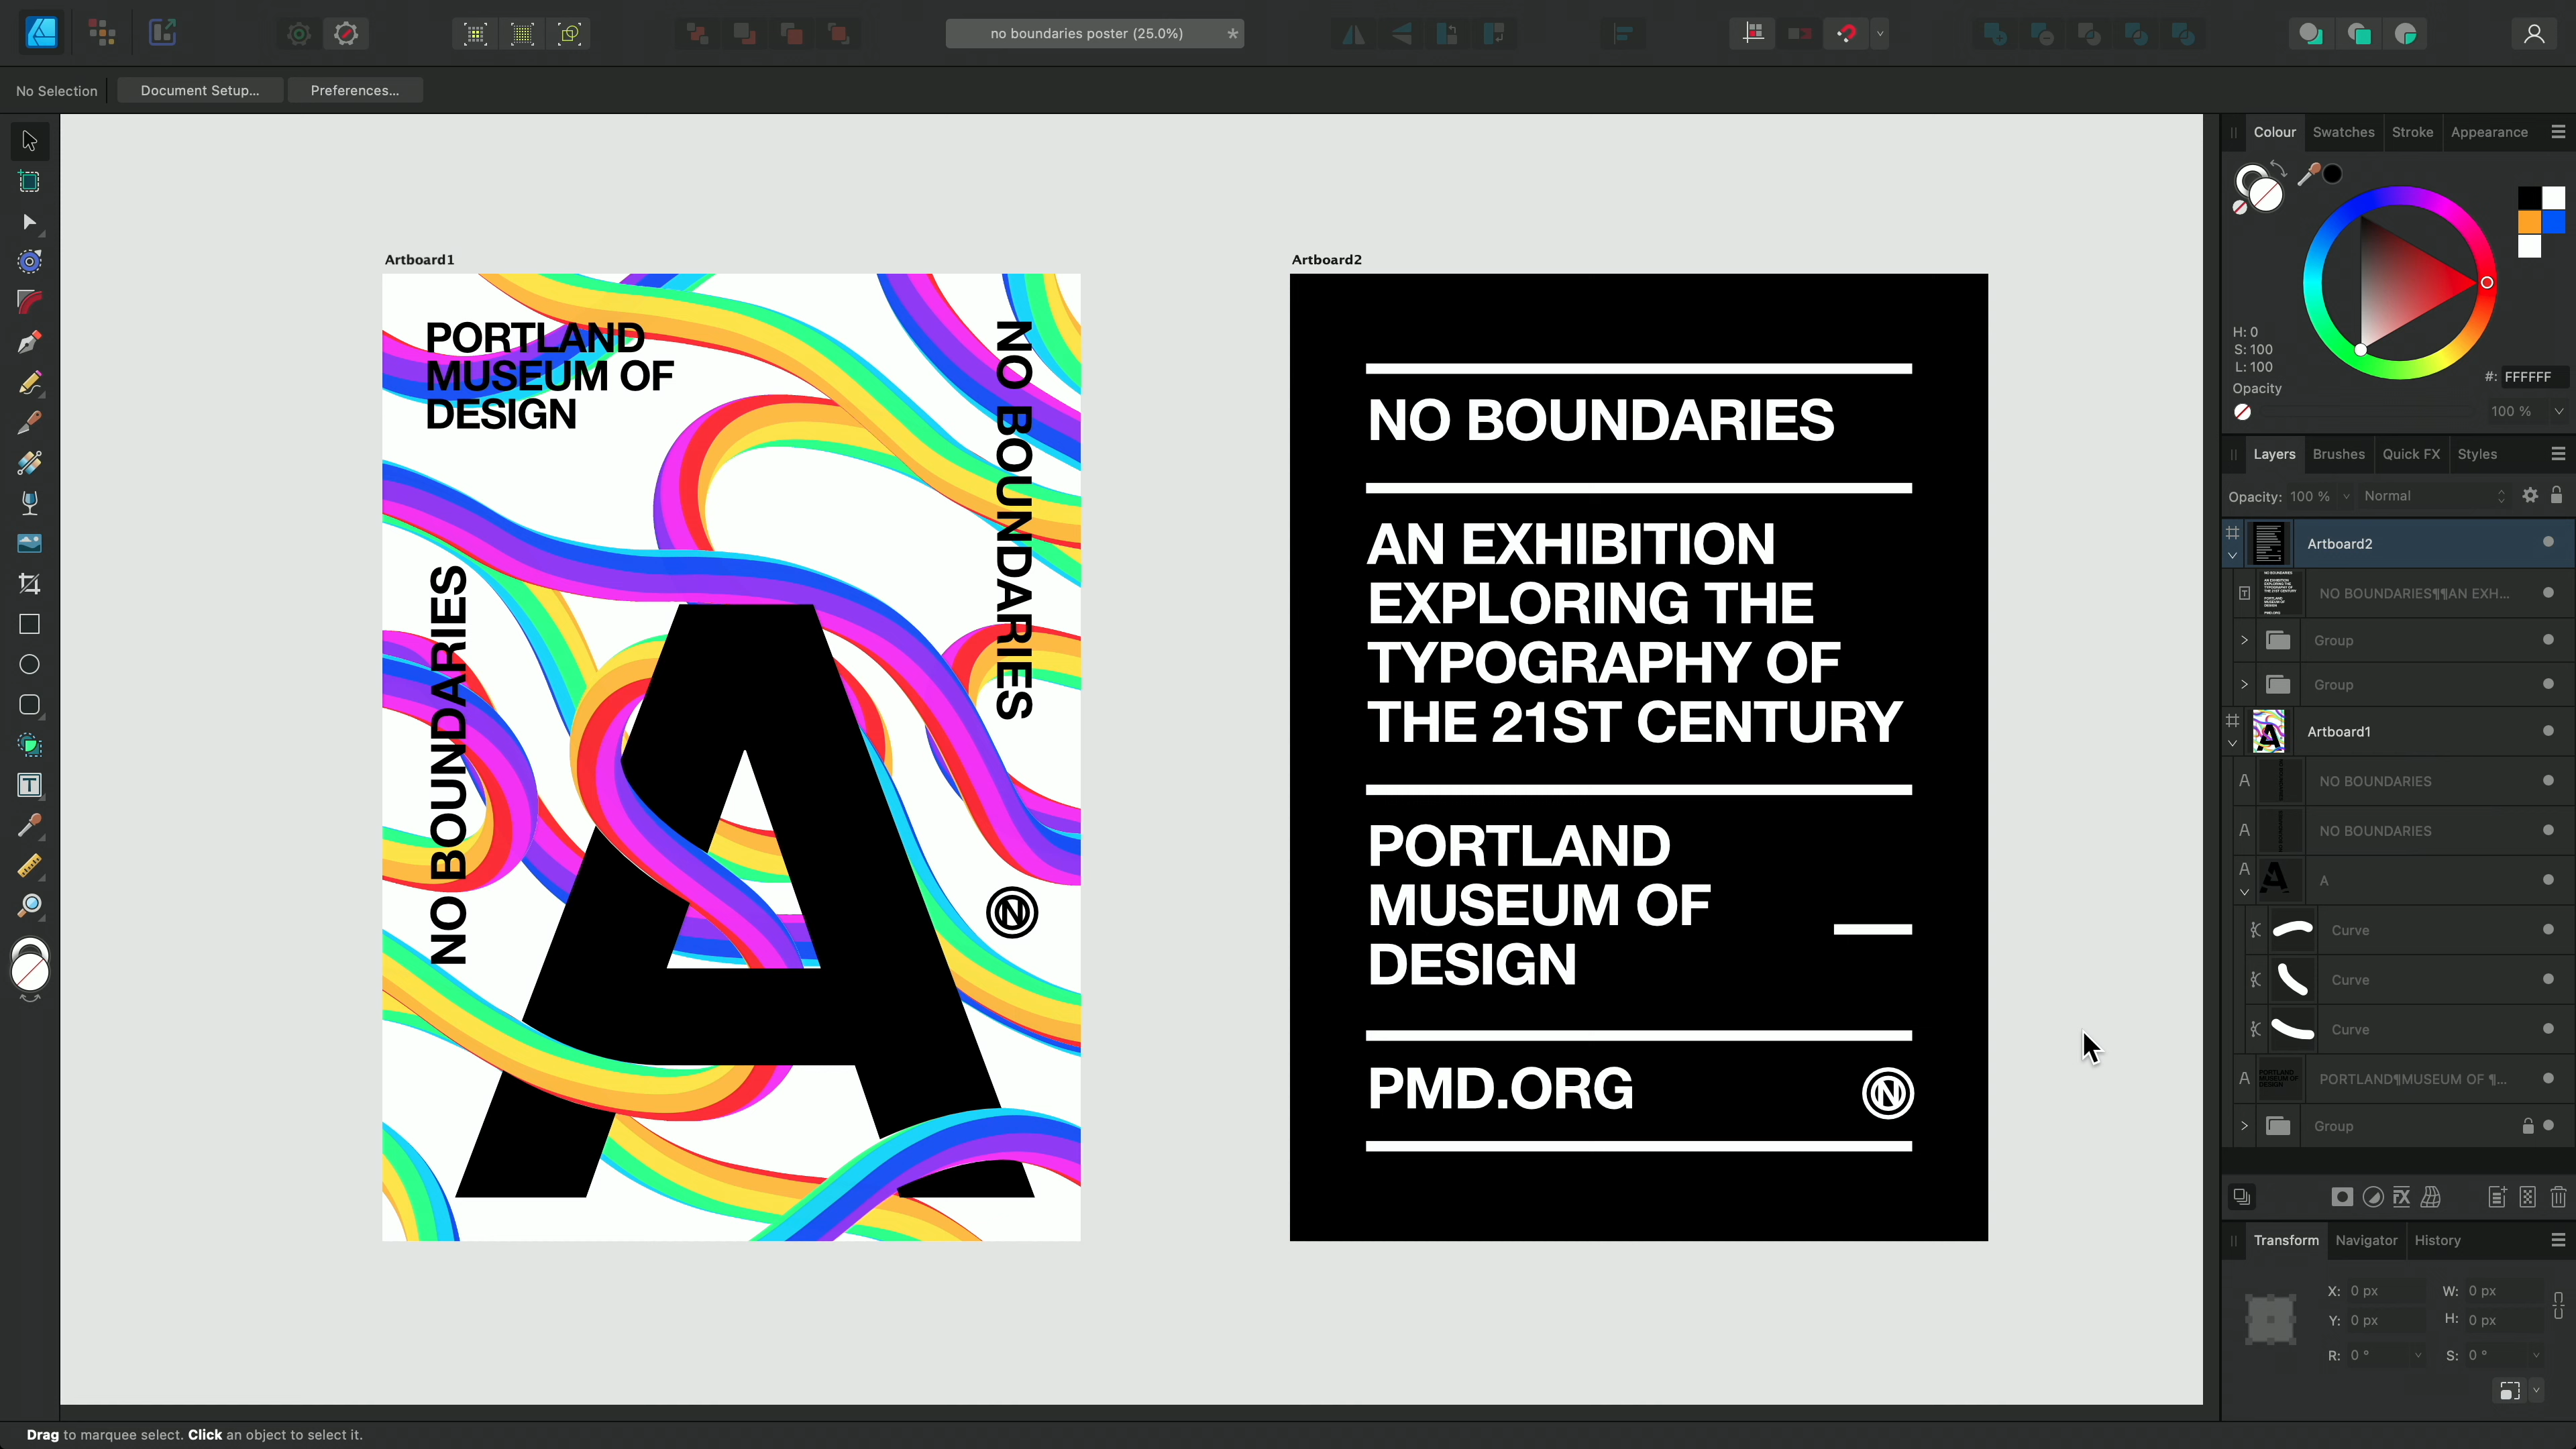 no boundaries poster (25.0%)
No Selection
Document Setup...
Preferences...
Artboard1
PORTLAND
MUSEUM OF
DESIGN
NO BOUNDARIES
NO BOUNDARIES
N
A
Artboard2
NO BOUNDARIES
AN EXHIBITION
EXPLORING THE
TYPOGRAPHY OF
THE 21ST CENTURY
PORTLAND
MUSEUM OF
DESIGN
PMD.ORG
N
Colour Swatches Stroke Appearance
H: 0
S: 100
L: 100
#: FFFFFF
Opacity
100 %
Layers Brushes Quick FX Styles
Opacity: 100 % Normal
Artboard2
NO BOUNDARIES¶¶AN EXH...
Group
Group
Artboard1
NO BOUNDARIES
NO BOUNDARIES
A
Curve
Curve
Curve
PORTLAND¶MUSEUM OF ¶...
Group
Transform Navigator History
X: 0 px W: 0 px
Y: 0 px H: 0 px
R: 0 ° S: 0 °
Drag to marquee select. Click an object to select it.